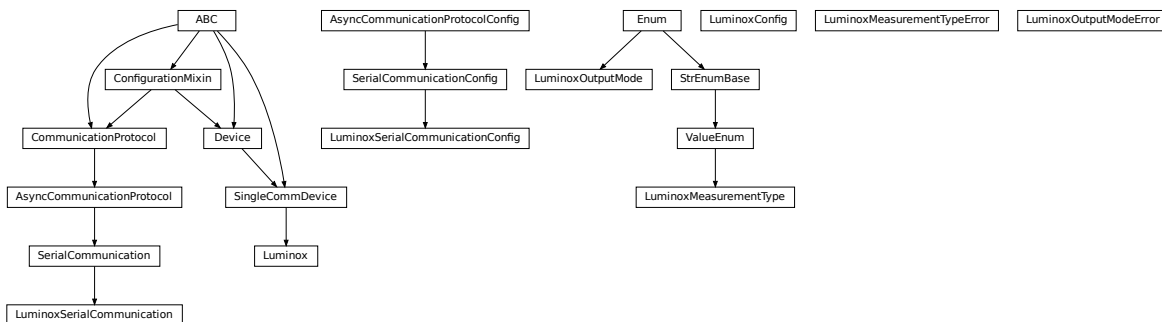 ABC
AsyncCommunicationProtocolConfig
Enum
LuminoxConfig
LuminoxMeasurementTypeError
LuminoxOutputModeError
ConfigurationMixin
SerialCommunicationConfig
LuminoxOutputMode
StrEnumBase
CommunicationProtocol
Device
LuminoxSerialCommunicationConfig
ValueEnum
AsyncCommunicationProtocol
SingleCommDevice
LuminoxMeasurementType
SerialCommunication
Luminox
LuminoxSerialCommunication